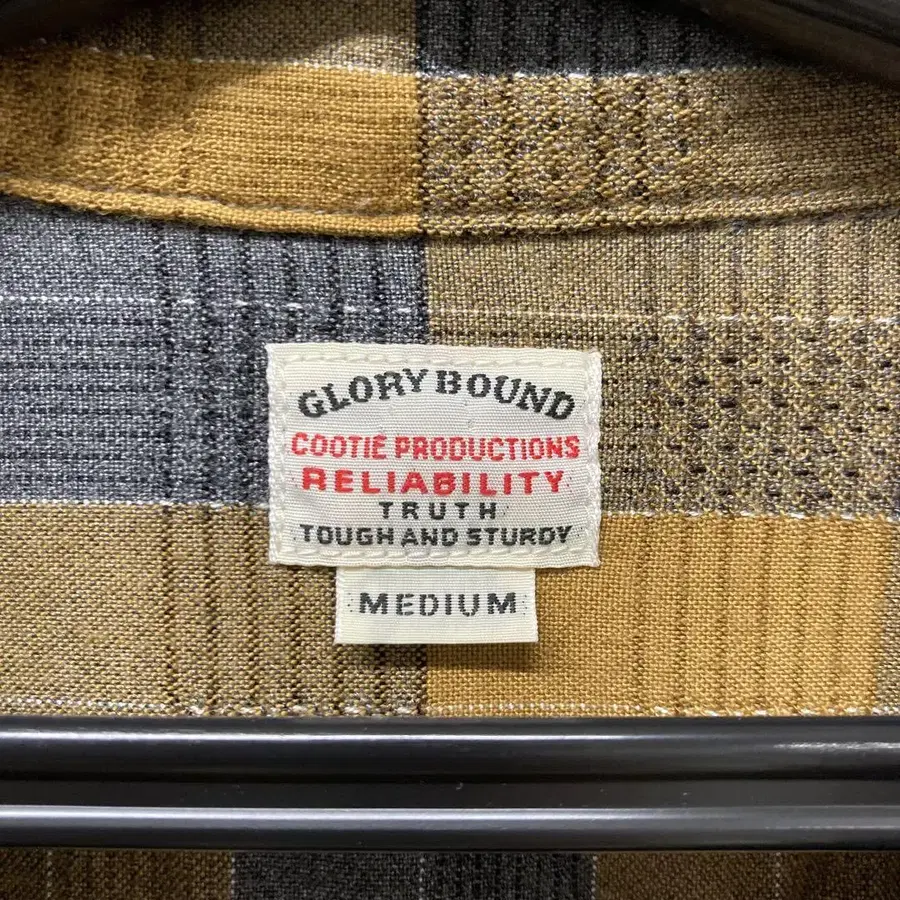 GLORY BOUND
COOTIE PRODUCTIONS
RELIABILITY
TRUTH
TOUGH AND STURDY
MEDIUM